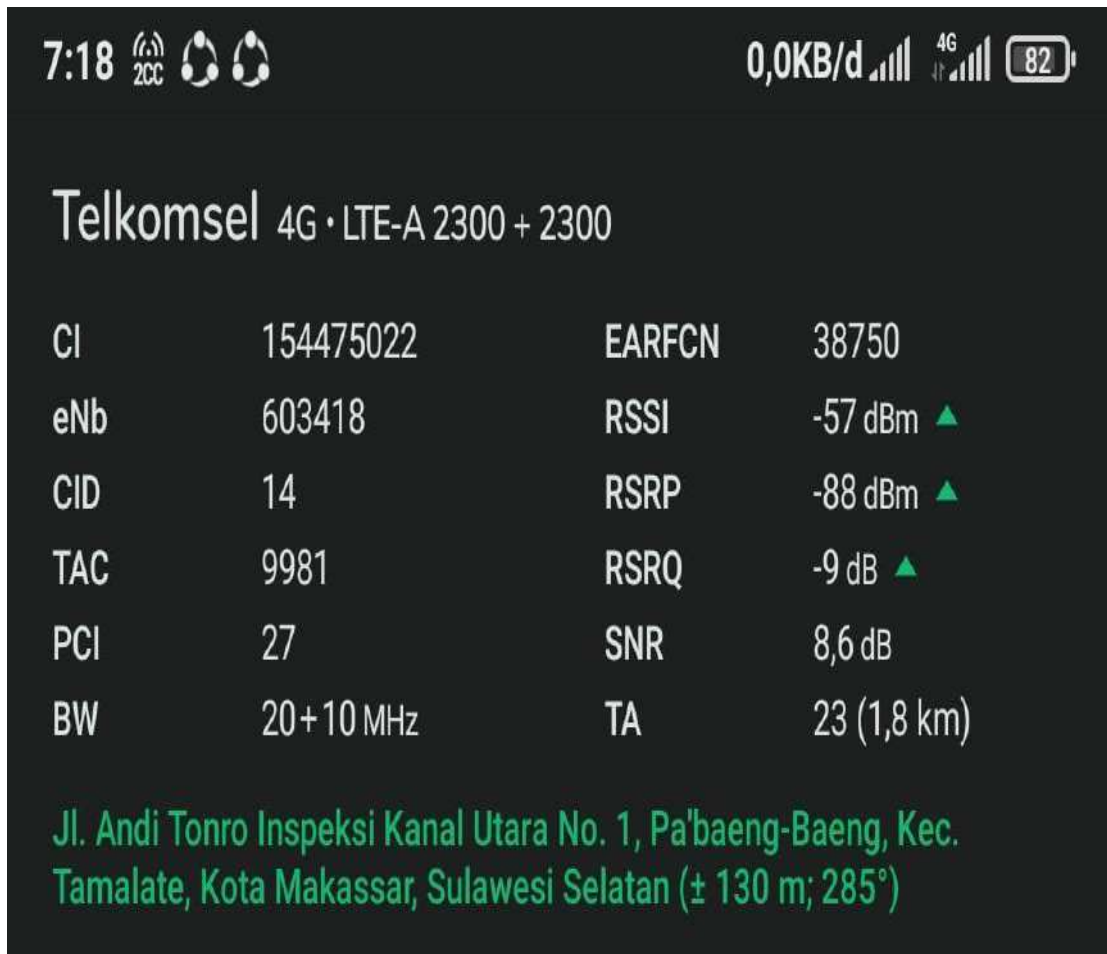 7:18 2CC 0,0KB/d 4G 82
Telkomsel 4G • LTE-A 2300 + 2300
CI 154475022 EARFCN 38750
eNb 603418 RSSI -57 dBm
CID 14 RSRP -88 dBm
TAC 9981 RSRQ -9 dB
PCI 27 SNR 8,6 dB
BW 20+10 MHz TA 23 (1,8 km)
Jl. Andi Tonro Inspeksi Kanal Utara No. 1, Pa'baeng-Baeng, Kec.
Tamalate, Kota Makassar, Sulawesi Selatan (± 130 m; 285°)